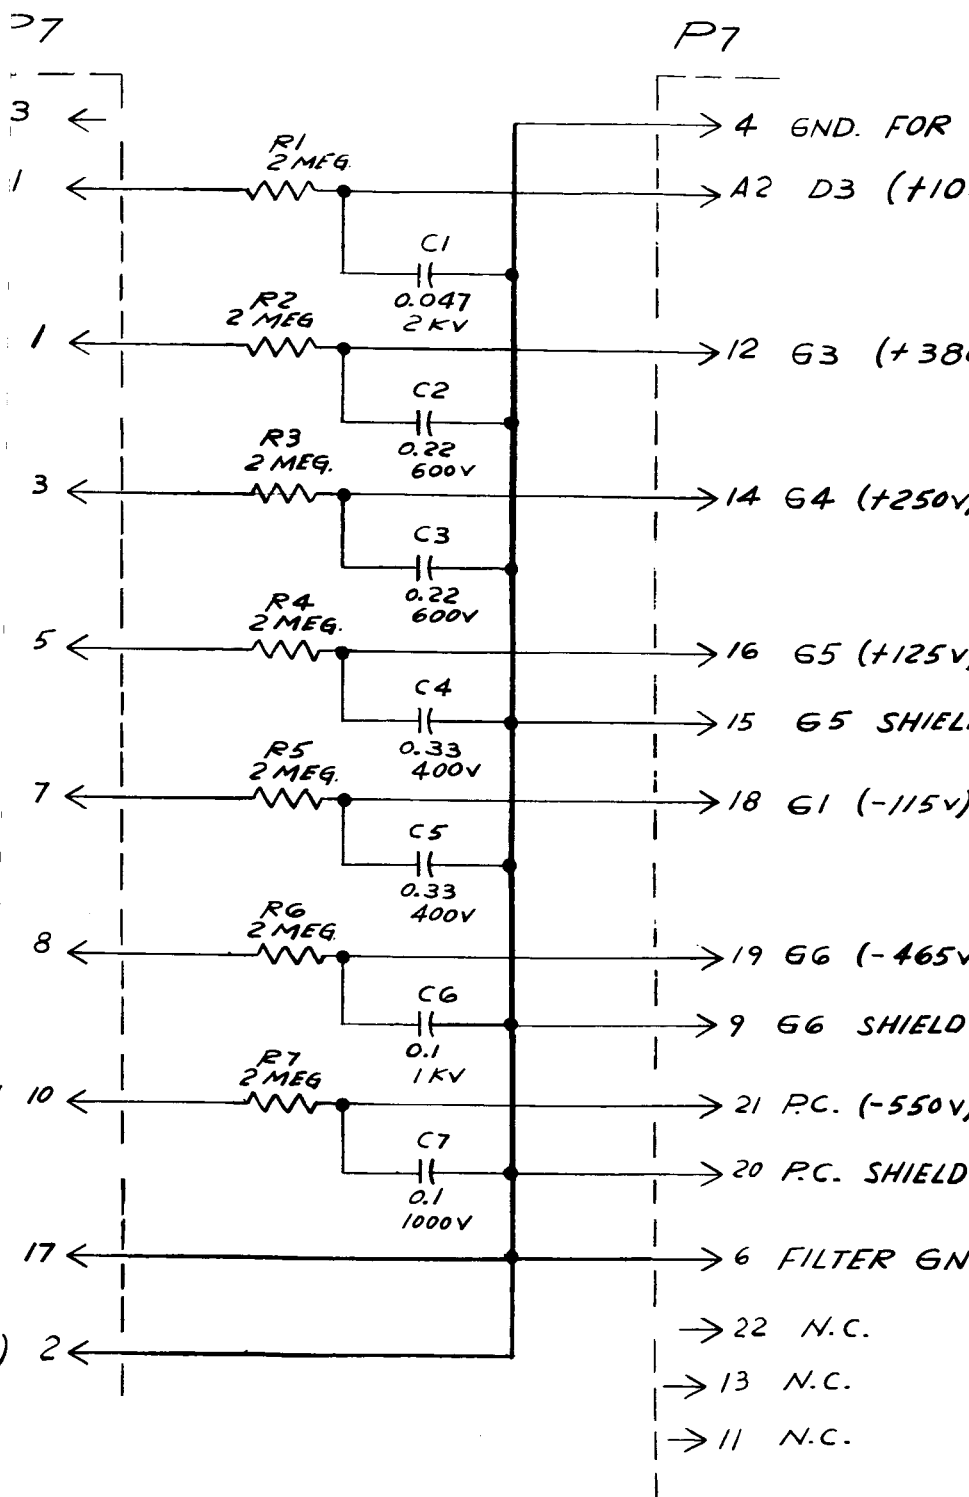 P7
P7
3
4 GND. FOR
R1
2 MEG.
1
A2 D3 (+10
C1
0.047
2 KV
R2
2 MEG
1
12 G3 (+38
C2
0.22
600V
R3
2 MEG.
3
14 G4 (+250V)
C3
0.22
600V
R4
2 MEG.
5
16 G5 (+125V)
C4
15 G5 SHIEL
0.33
400V
R5
2 MEG.
7
18 G1 (-115V)
C5
0.33
400V
R6
2 MEG
8
19 G6 (-465V
C6
9 G6 SHIELD
0.1
1 KV
R7
2 MEG
10
21 P.C. (-550V)
C7
20 P.C. SHIELD
0.1
1000V
17
6 FILTER GN
) 2
22 N.C.
13 N.C.
11 N.C.